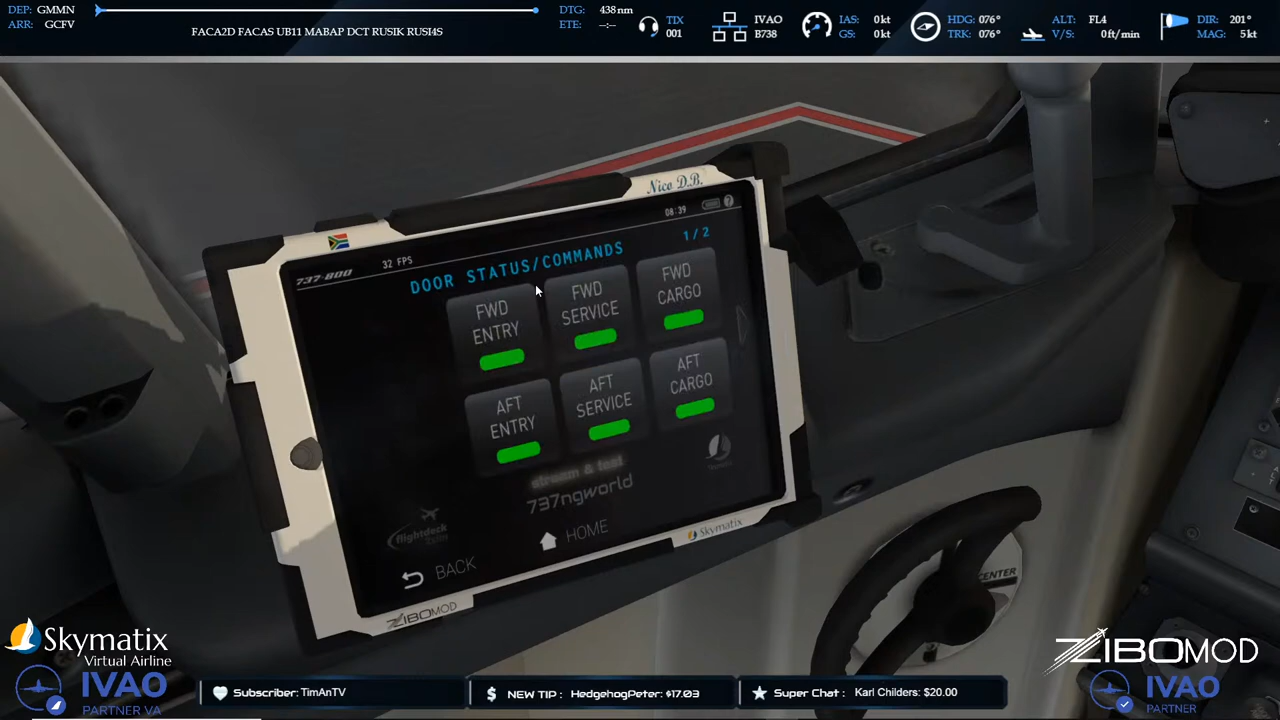 DEP: GMMN
ARR: GCFV
FACA2D FACAS UB11 MABAP DCT RUSIK RUSI4S
DTG: 438nm
ETE: --:--
TIX
001
IVAO
B738
IAS: 0kt
GS: 0kt
HDG: 076°
TRK: 076°
ALT: FL4
V/S: 0ft/min
DIR: 201°
MAG: 5kt
Nico D.B.
737-800
32 FPS
08:39
?
DOOR STATUS/COMMANDS
1/2
FWD
ENTRY
FWD
SERVICE
FWD
CARGO
AFT
ENTRY
AFT
SERVICE
AFT
CARGO
stream & test
737ngworld
flightdeck
BACK
HOME
Skymatix
ZIBOMOD
CENTER
Skymatix
Virtual Airline
IVAO
PARTNER VA
Subscriber: TimAnTV
NEW TIP : HedgehogPeter: $17.03
Super Chat : Karl Childers: $20.00
ZIBOMOD
IVAO
PARTNER